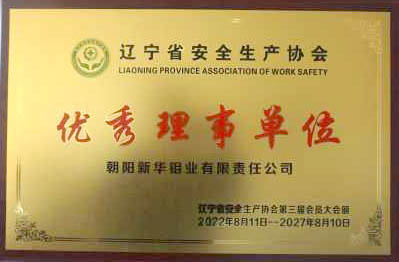 辽宁省安全生产协会
LIAONING PROVINCE ASSOCIATION OF WORK SAFETY
优秀理事单位
朝阳新华钼业有限责任公司
辽宁省安全生产协会第三届会员大会颁
2022年8月11日--2027年8月10日